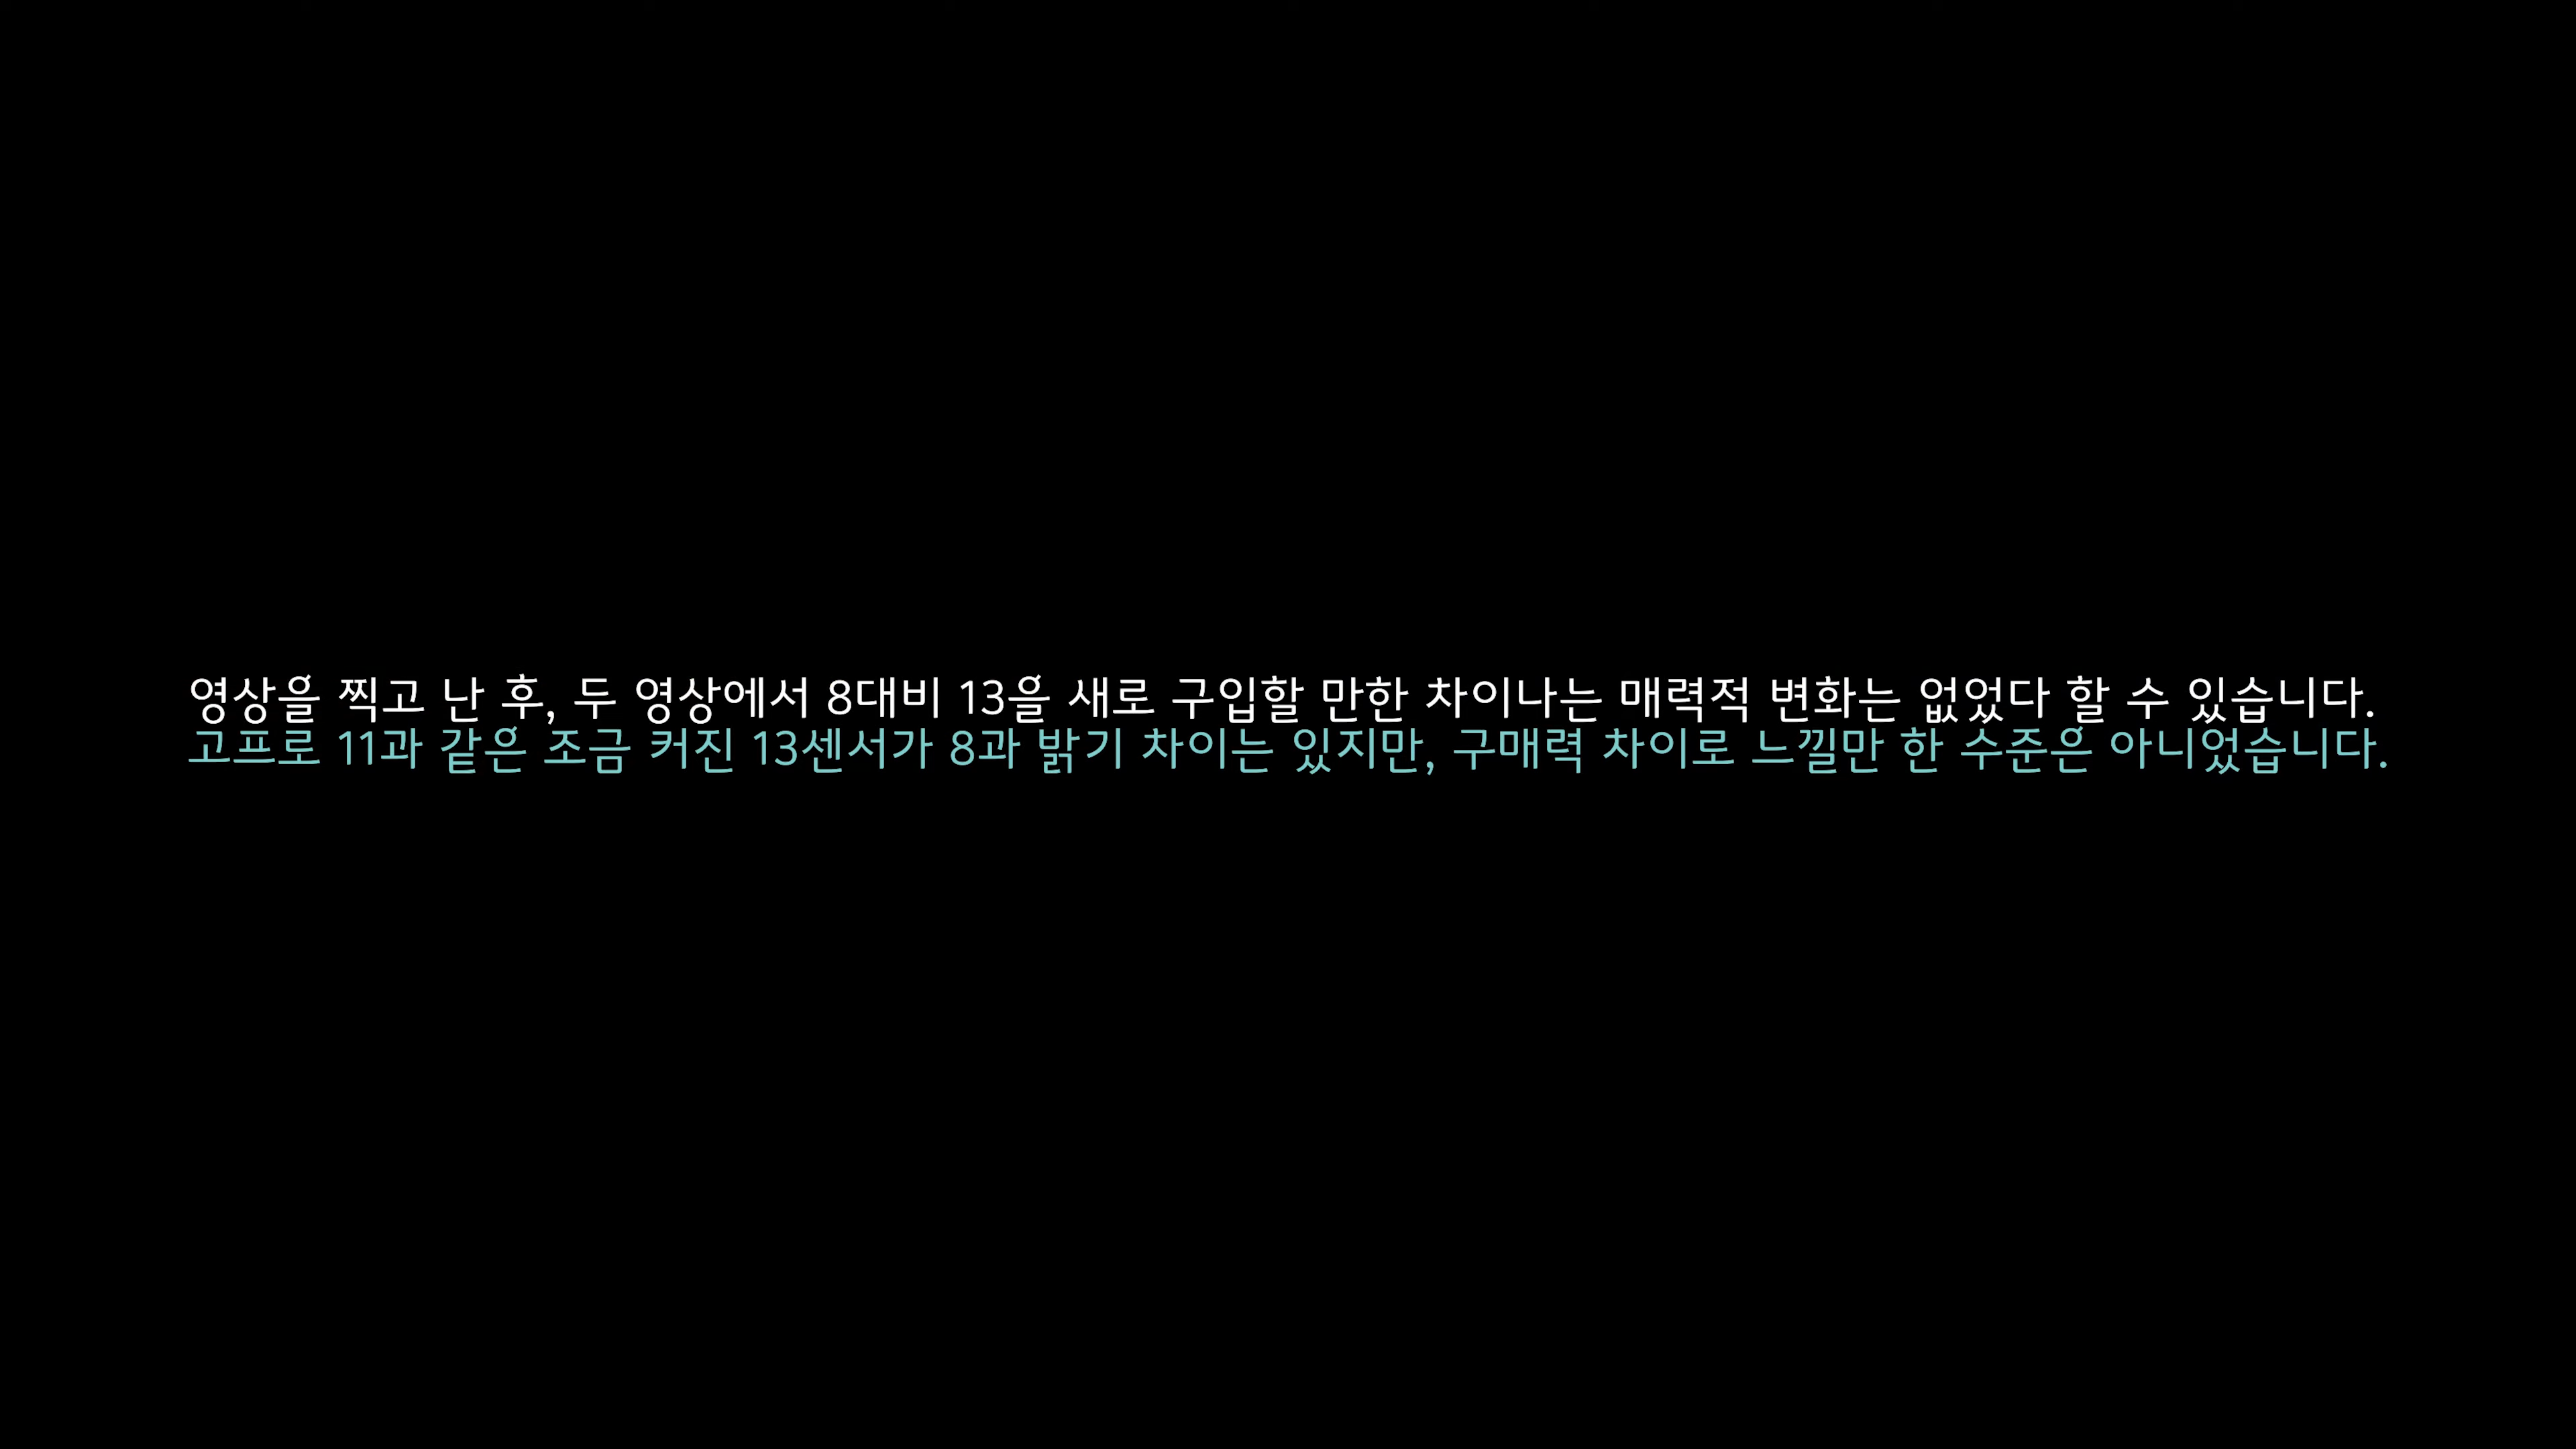 영상을 찍고 난 후, 두 영상에서 8대비 13을 새로 구입할 만한 차이나는 매력적 변화는 없었다 할 수 있습니다.
고프로 11과 같은 조금 커진 13센서가 8과 밝기 차이는 있지만, 구매력 차이로 느낄만 한 수준은 아니었습니다.